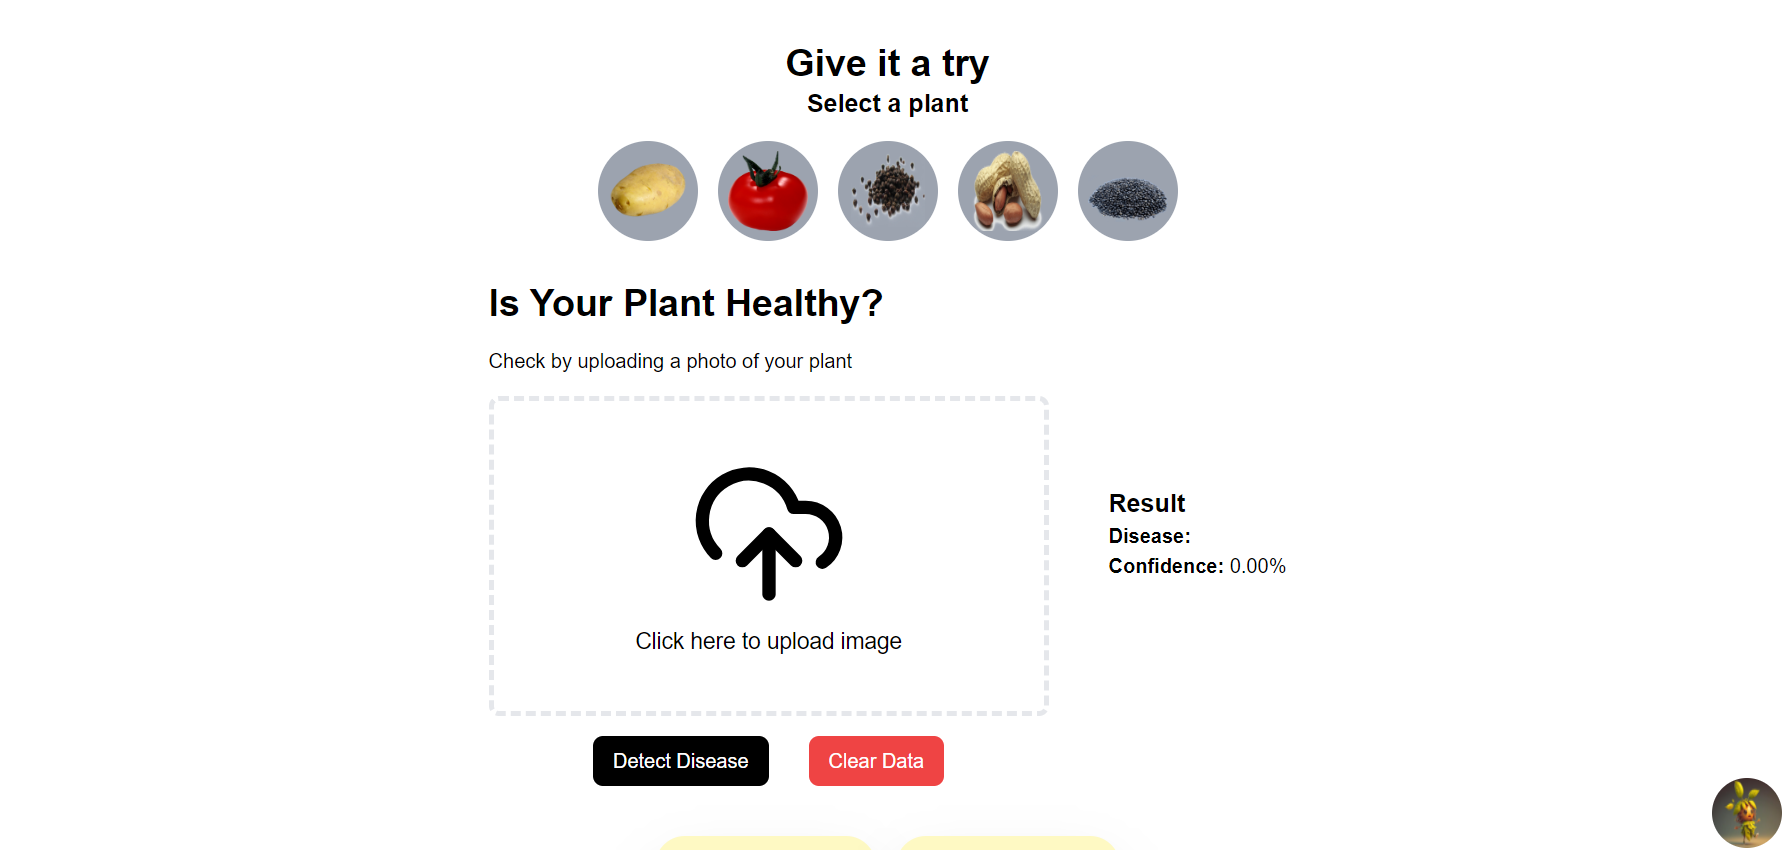 Give it a try
Select a plant
Is Your Plant Healthy?
Check by uploading a photo of your plant
Click here to upload image
Result
Disease:
Confidence: 0.00%
Detect Disease
Clear Data